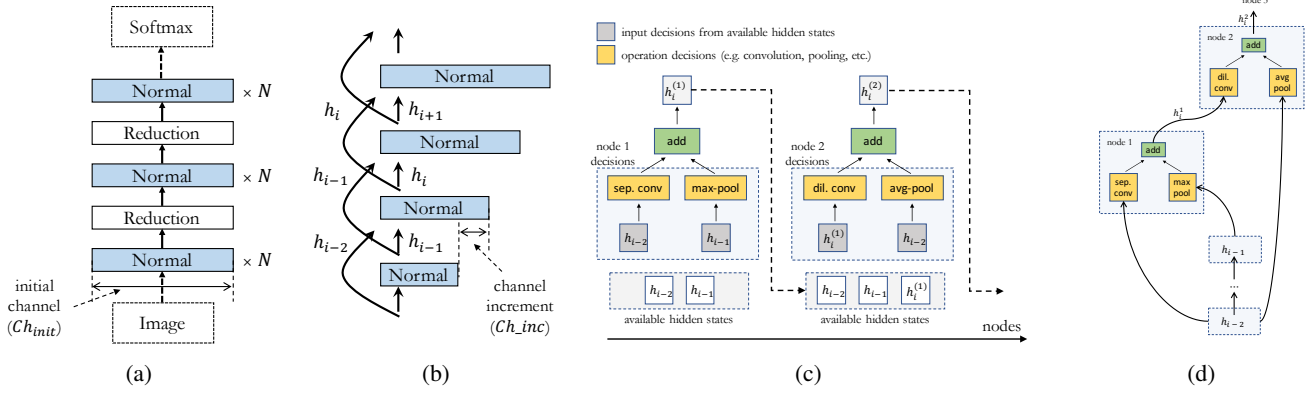 Softmax
Normal × N
Reduction
Normal × N
Reduction
Normal × N
initial
channel
(Ch_init)
Image
(a)
Normal
h_i h_{i+1}
Normal
h_{i-1} h_i
Normal
h_{i-2} h_{i-1}
Normal
channel
increment
(Ch_inc)
(b)
input decisions from available hidden states
operation decisions (e.g. convolution, pooling, etc.)
h_i^{(1)} h_i^{(2)}
add add
node 1
decisions
node 2
decisions
sep. conv max-pool dil. conv avg-pool
h_{i-2} h_{i-1} h_i^{(1)} h_{i-2}
h_{i-2} h_{i-1} h_{i-2} h_{i-1} h_i^{(1)}
available hidden states available hidden states
nodes
(c)
h_i^2
node 2
add
dil.
conv
avg
pool
h_i^1
node 1
add
sep.
conv
max
pool
h_{i-1}
...
h_{i-2}
(d)